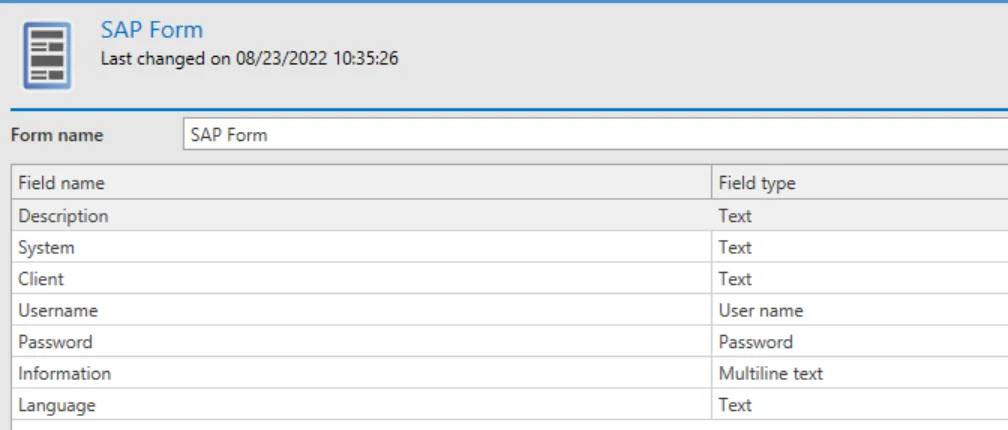 SAP Form
Last changed on 08/23/2022 10:35:26
Form name SAP Form
Field name Field type
Description Text
System Text
Client Text
Username User name
Password Password
Information Multiline text
Language Text